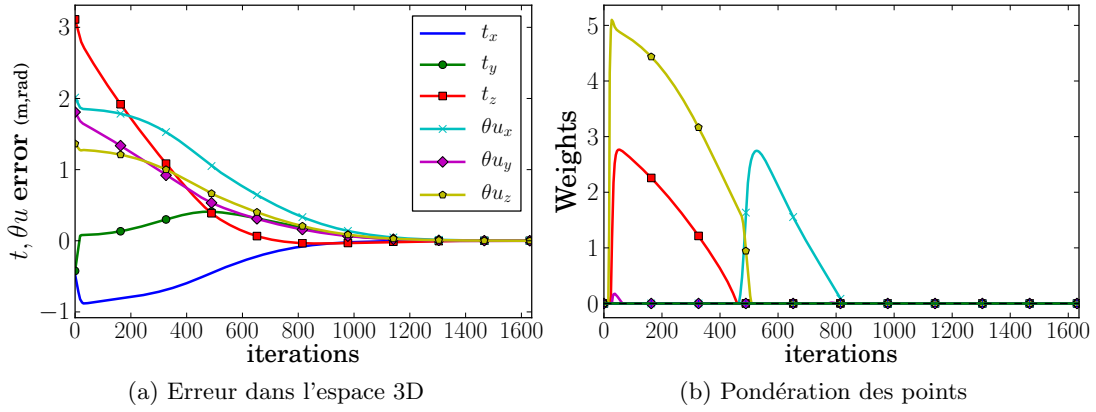 3
2
1
0
−1
0 200 400 600 800 1000 1200 1400 1600
t, θu error (m,rad)
iterations
t_x
t_y
t_z
θu_x
θu_y
θu_z
(a) Erreur dans l'espace 3D
5
4
3
2
1
0
0 200 400 600 800 1000 1200 1400 1600
Weights
iterations
(b) Pondération des points